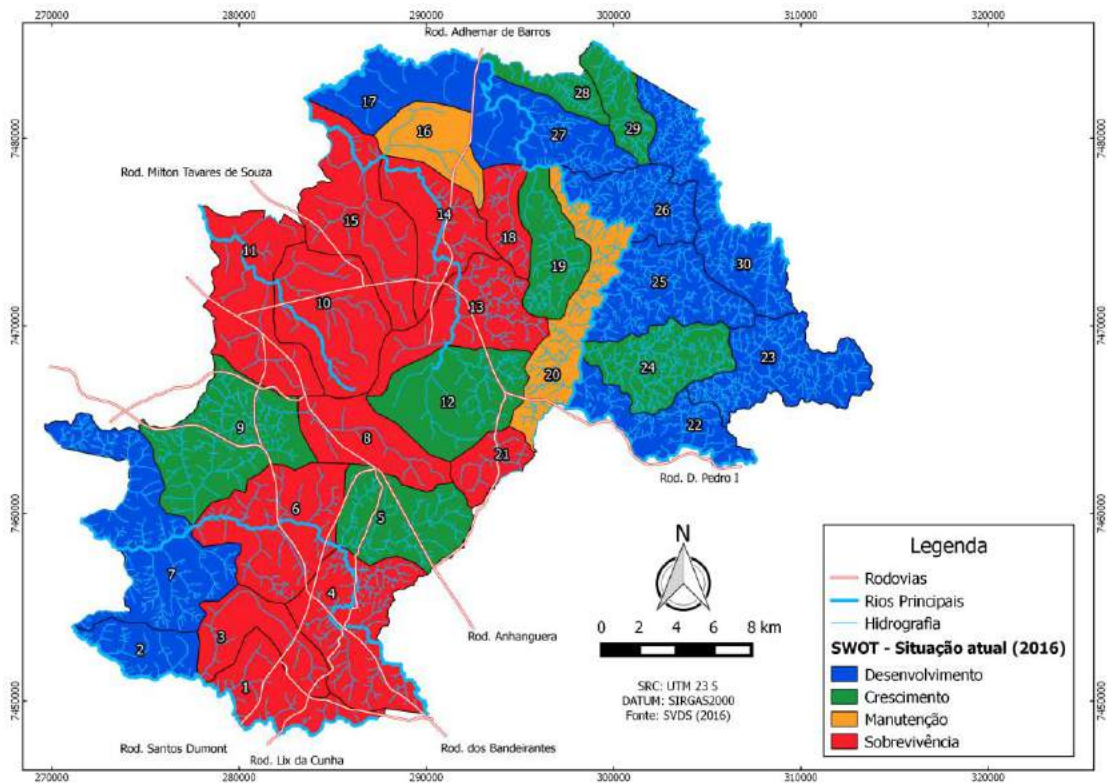 270000 280000 290000 300000 310000 320000
Rod. Adhemar de Barros
28
17
29
16
27
7480000 7480000
Rod. Milton Tavares de Souza
26
15
14
18
11
30
19
25
10
13
7470000 7470000
23
24
20
12
22
9
8
21
Rod. D. Pedro I
6
5
7460000 7460000
N
7
4
0 2 4 6 8 km
Rod. Anhanguera
3
2
1
SRC: UTM 23 S
DATUM: SIRGAS2000
Fonte: SVDS (2016)
7450000 7450000
Rod. Santos Dumont
Rod. Lix da Cunha
Rod. dos Bandeirantes
Legenda
Rodovias
Rios Principais
Hidrografia
SWOT - Situação atual (2016)
Desenvolvimento
Crescimento
Manutenção
Sobrevivência
270000 280000 290000 300000 310000 320000